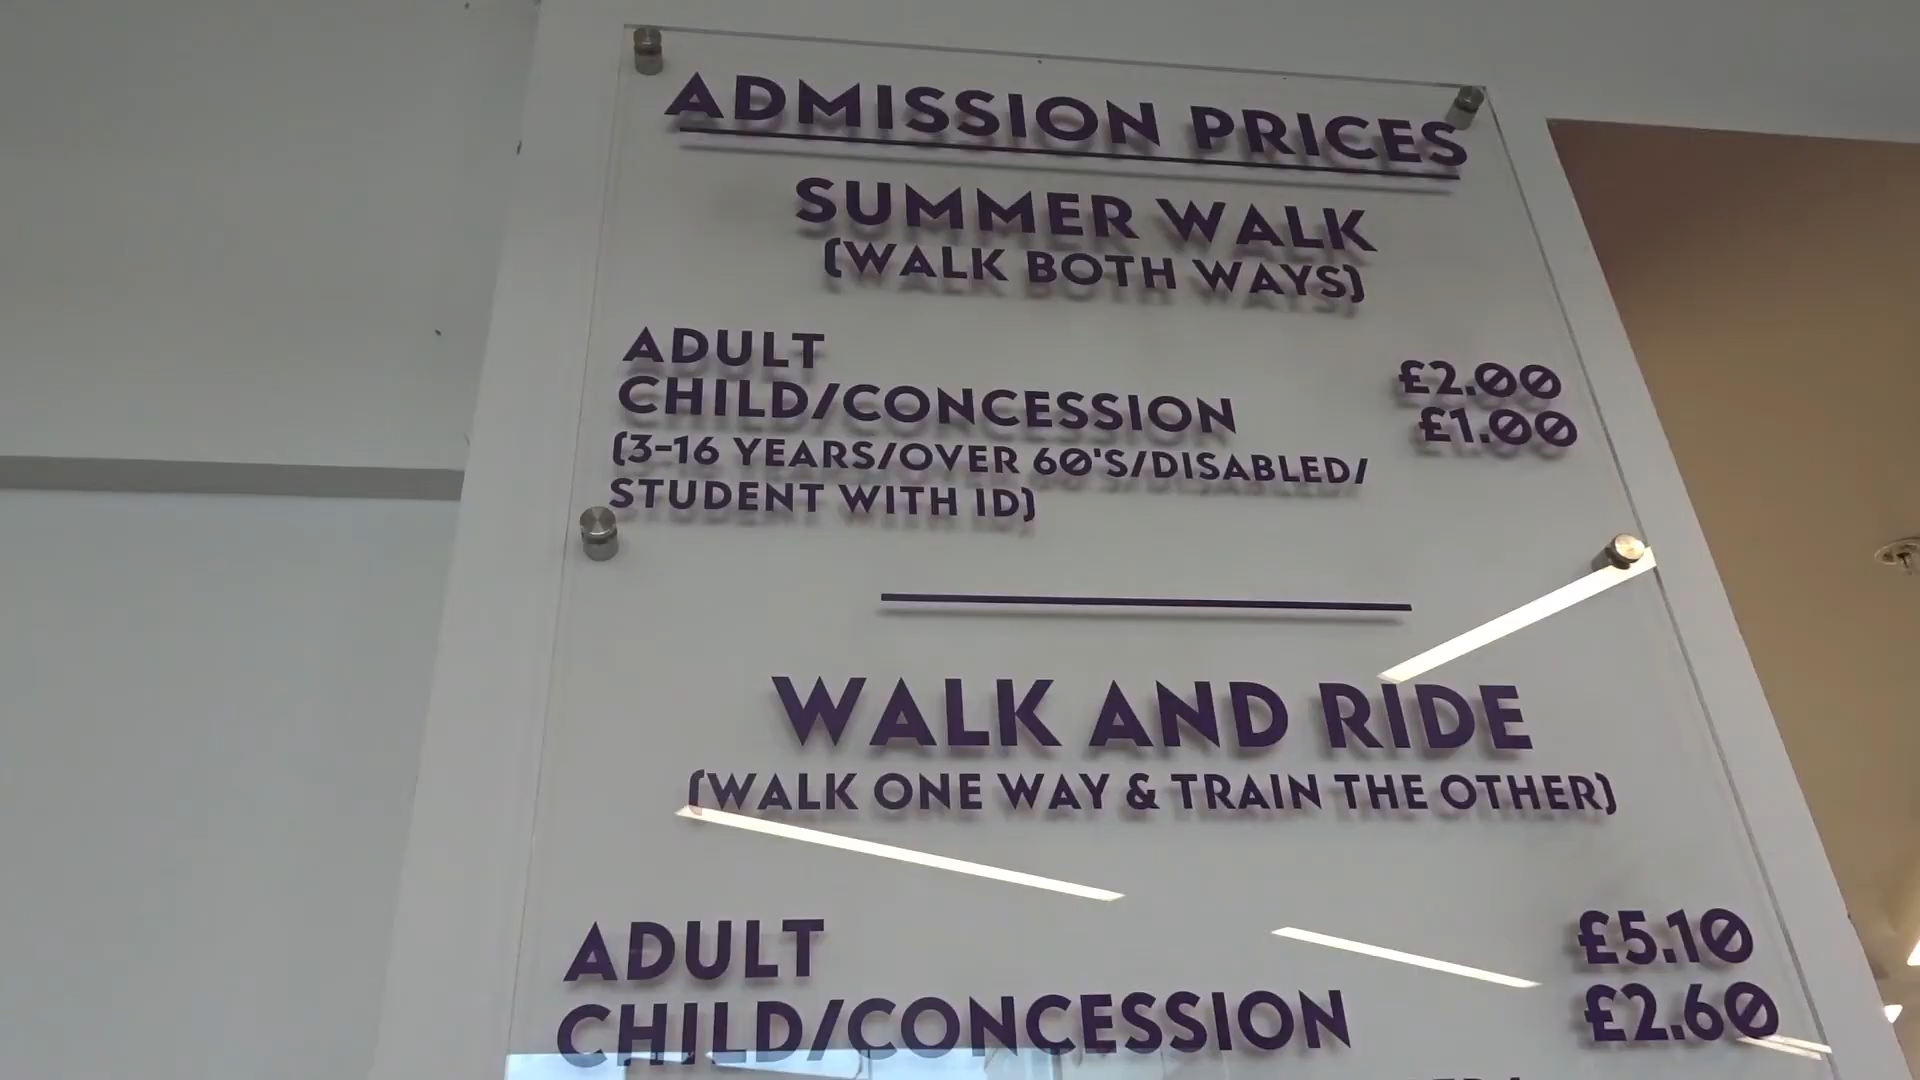 ADMISSION PRICES
SUMMER WALK
(WALK BOTH WAYS)
ADULT £2.00
CHILD/CONCESSION £1.00
(3-16 YEARS/OVER 60'S/DISABLED/
STUDENT WITH ID)
WALK AND RIDE
(WALK ONE WAY & TRAIN THE OTHER)
ADULT £5.10
CHILD/CONCESSION £2.60